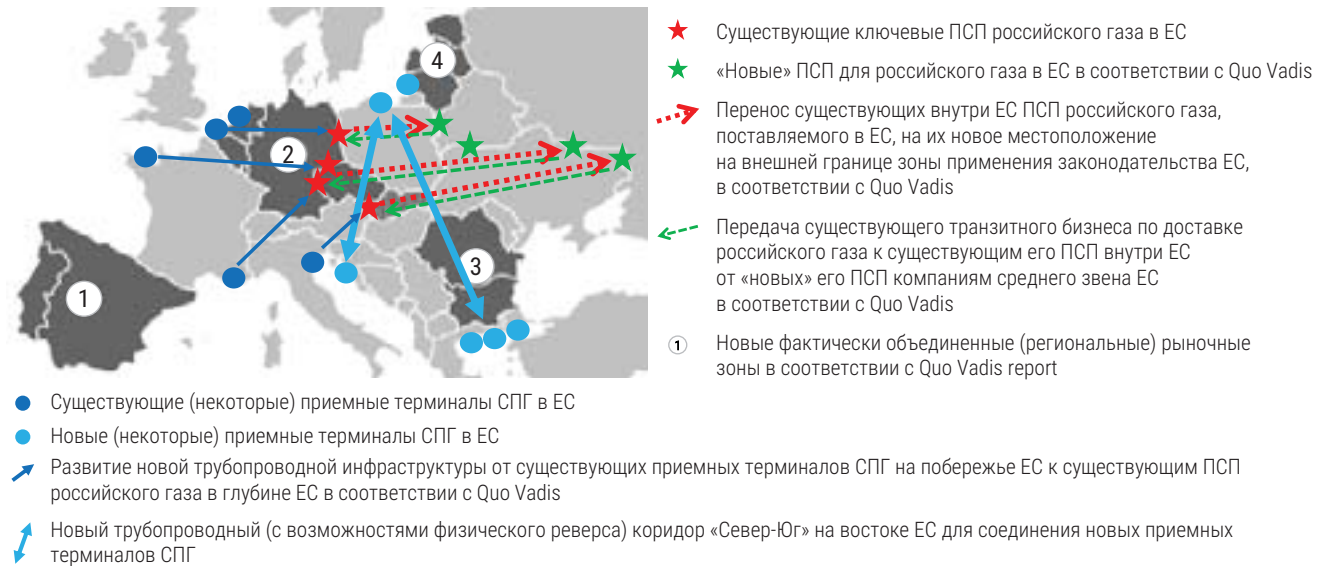 4
2
3
1
Существующие ключевые ПСП российского газа в ЕС
«Новые» ПСП для российского газа в ЕС в соответствии с Quo Vadis
Перенос существующих внутри ЕС ПСП российского газа,
поставляемого в ЕС, на их новое местоположение
на внешней границе зоны применения законодательства ЕС,
в соответствии с Quo Vadis
Передача существующего транзитного бизнеса по доставке
российского газа к существующим его ПСП внутри ЕС
от «новых» его ПСП компаниям среднего звена ЕС
в соответствии с Quo Vadis
1 Новые фактически объединенные (региональные) рыночные
зоны в соответствии с Quo Vadis report
Существующие (некоторые) приемные терминалы СПГ в ЕС
Новые (некоторые) приемные терминалы СПГ в ЕС
Развитие новой трубопроводной инфраструктуры от существующих приемных терминалов СПГ на побережье ЕС к существующим ПСП
российского газа в глубине ЕС в соответствии с Quo Vadis
Новый трубопроводный (с возможностями физического реверса) коридор «Север-Юг» на востоке ЕС для соединения новых приемных
терминалов СПГ